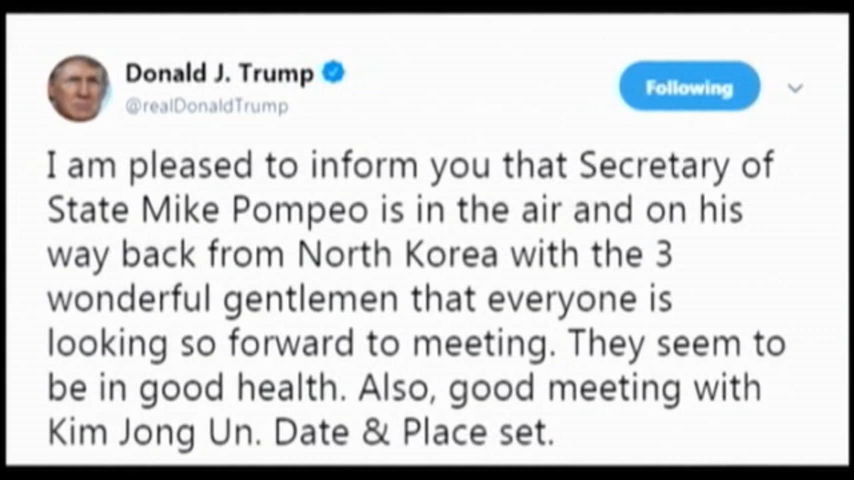 Donald J. Trump
@realDonaldTrump
Following
I am pleased to inform you that Secretary of
State Mike Pompeo is in the air and on his
way back from North Korea with the 3
wonderful gentlemen that everyone is
looking so forward to meeting. They seem to
be in good health. Also, good meeting with
Kim Jong Un. Date & Place set.